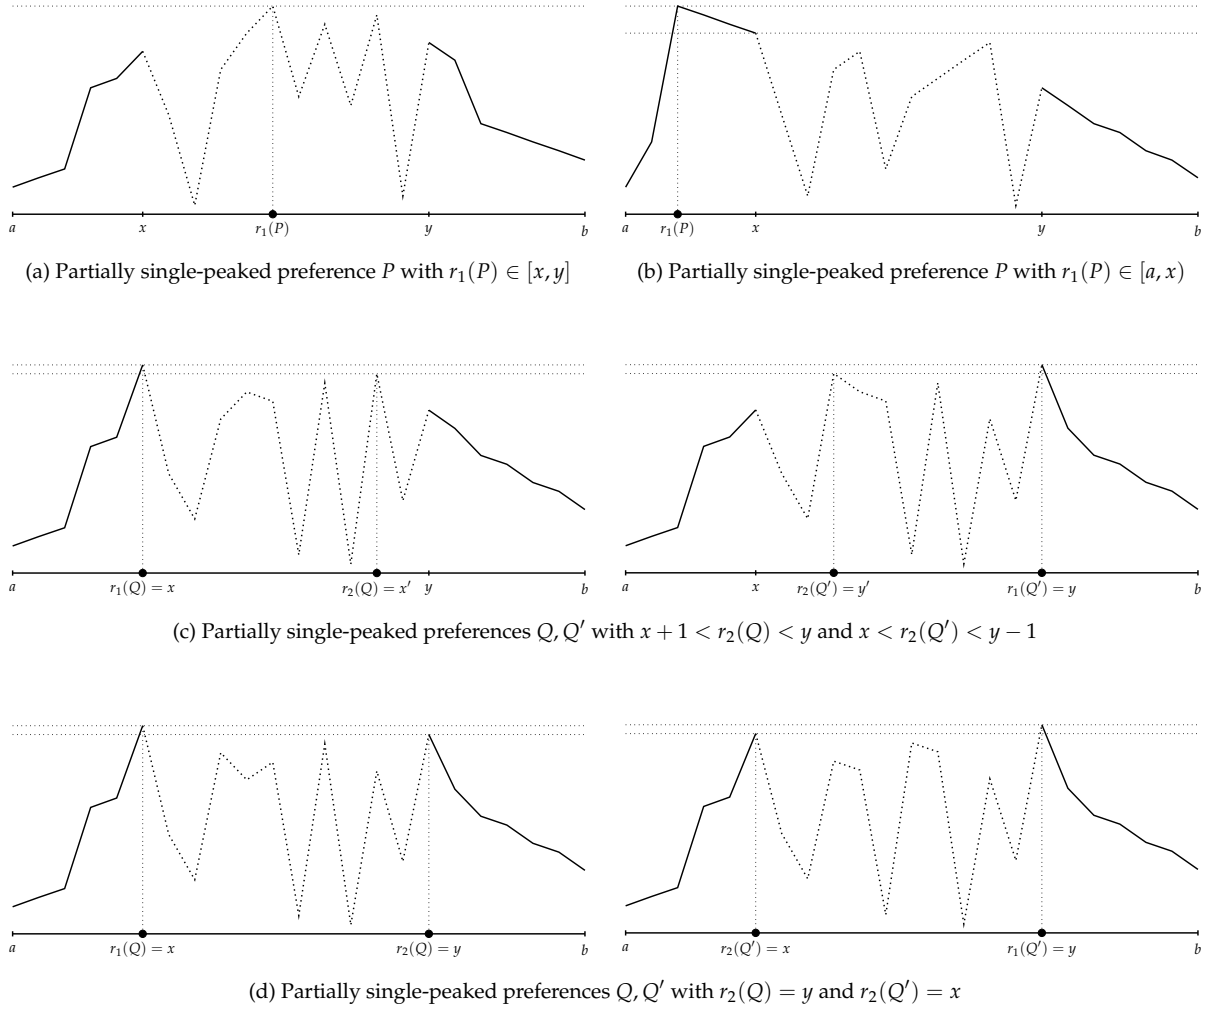 a x r₁(P) y b
a r₁(P) x y b
(a) Partially single-peaked preference P with r₁(P) ∈ [x, y]
(b) Partially single-peaked preference P with r₁(P) ∈ [a, x)
a r₁(Q) = x r₂(Q) = x′ y b
a x r₂(Q′) = y′ r₁(Q′) = y b
(c) Partially single-peaked preferences Q, Q′ with x + 1 < r₂(Q) < y and x < r₂(Q′) < y − 1
a r₁(Q) = x r₂(Q) = y b
a r₂(Q′) = x r₁(Q′) = y b
(d) Partially single-peaked preferences Q, Q′ with r₂(Q) = y and r₂(Q′) = x